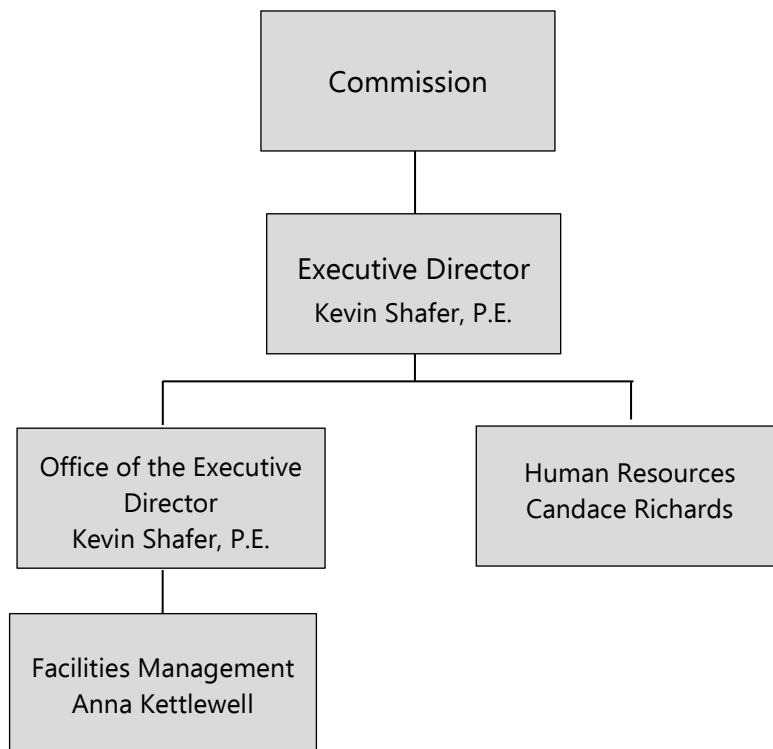 Commission
Executive Director
Kevin Shafer, P.E.
Office of the Executive
Director
Kevin Shafer, P.E.
Human Resources
Candace Richards
Facilities Management
Anna Kettlewell